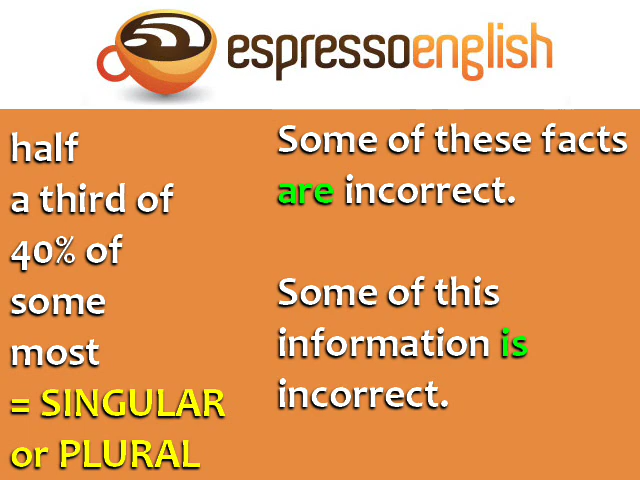 espressoenglish
half
a third of
40% of
some
most
= SINGULAR
or PLURAL
Some of these facts
are incorrect.
Some of this
information is
incorrect.